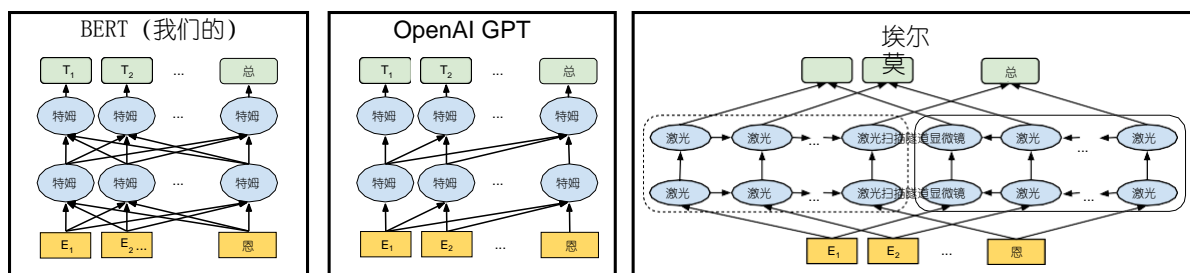 BERT (我们的)
T1 T2 ... 总
特姆 特姆 ... 特姆
特姆 特姆 ... 特姆
E1 E2 ... 恩
OpenAI GPT
T1 T2 ... 总
特姆 特姆 ... 特姆
特姆 特姆 ... 特姆
E1 E2 ... 恩
埃尔
莫
总
激光 激光 ... 激光扫描隧道显微镜 激光 ... 激光
激光 激光 ... 激光扫描隧道显微镜 激光 ... 激光
E1 E2 ... 恩